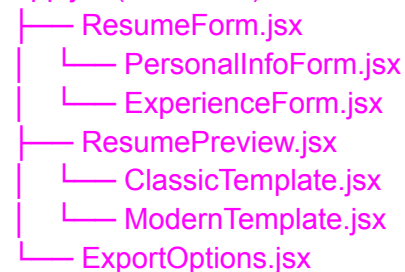 ├── ResumeForm.jsx
│   └── PersonalInfoForm.jsx
│   └── ExperienceForm.jsx
├── ResumePreview.jsx
│   └── ClassicTemplate.jsx
│   └── ModernTemplate.jsx
└── ExportOptions.jsx